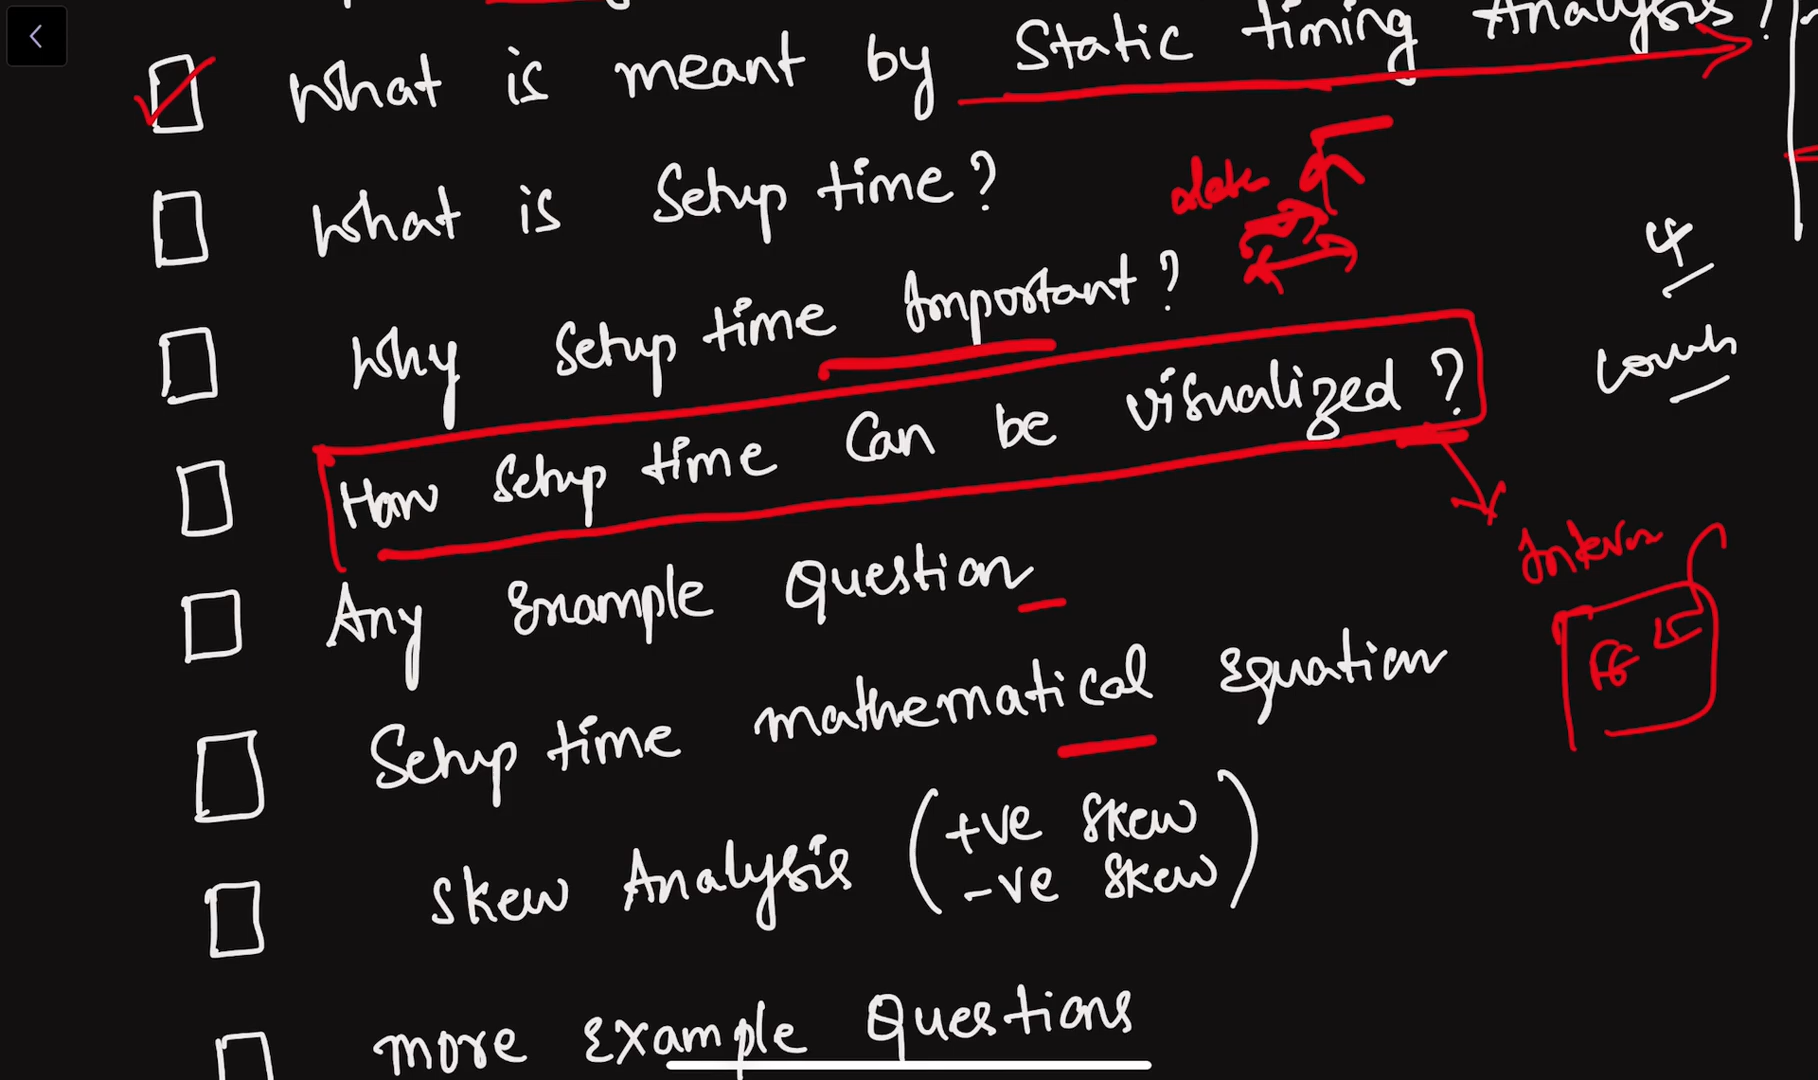 What is meant by Static timing Analysis?
What is Setup time?
Why Setup time Important?
How Setup time Can be visualized?
Any Example Question
Setup time mathematical Equation
Skew Analysis (+ve Skew
-ve Skew)
more Example Questions
4